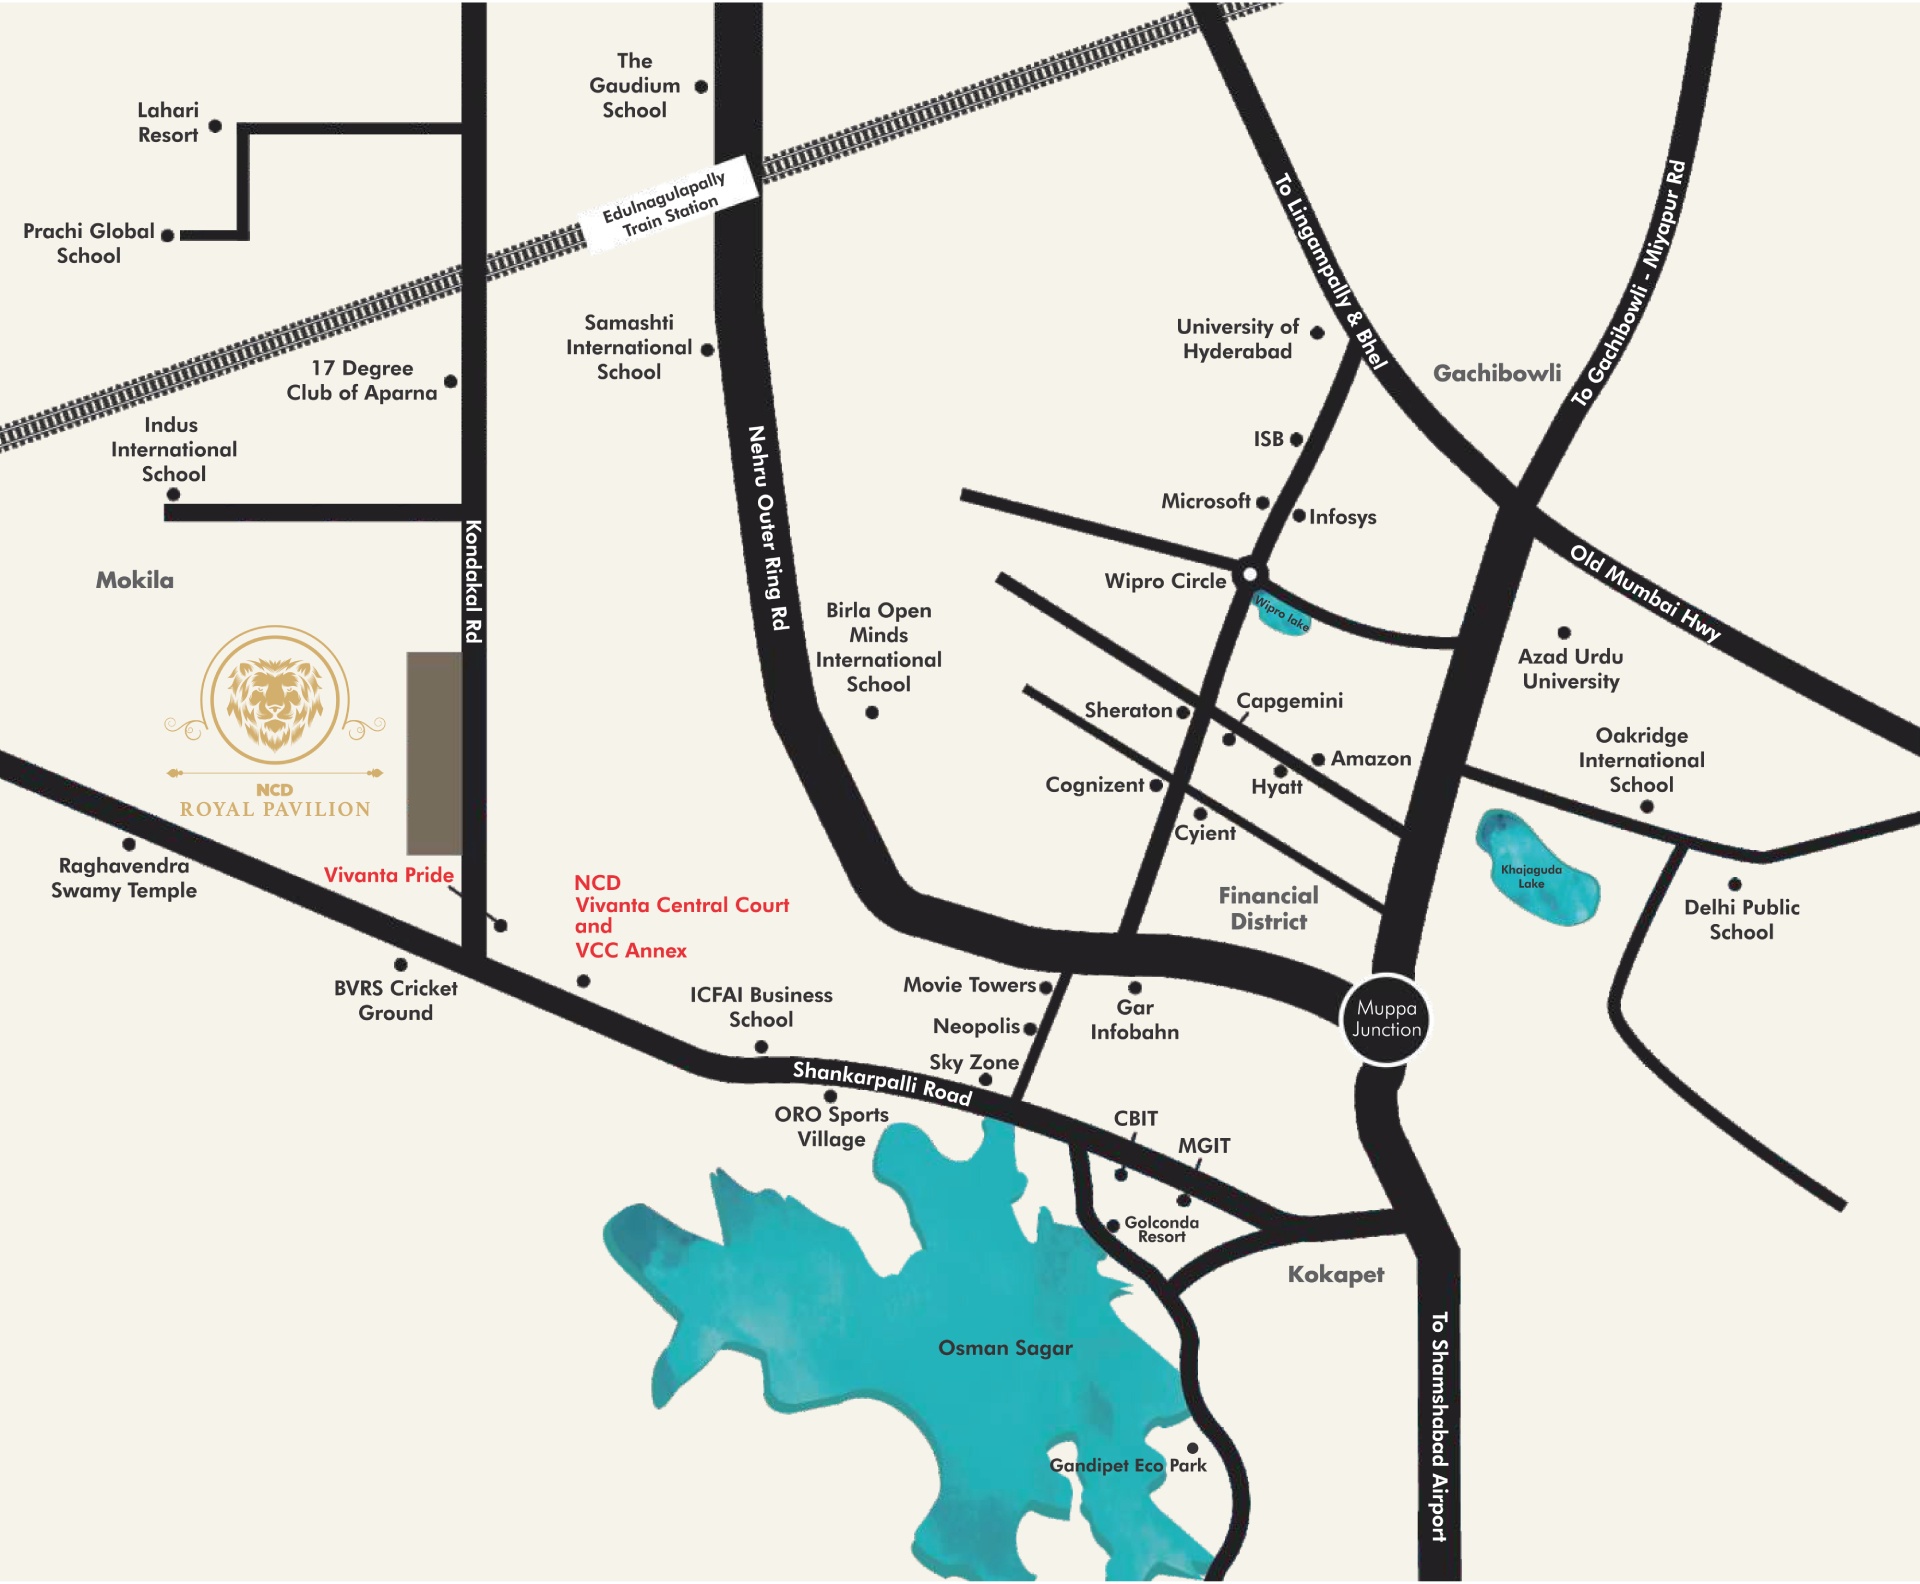 The
Gaudium
School
Lahari
Resort
Prachi Global
School
Edulnagulapally
Train Station
To Lingampally & Bhel
To Gachibowli - Miyapur Rd
Samashti
International
School
University of
Hyderabad
17 Degree
Club of Aparna
Gachibowli
Indus
International
School
ISB
Microsoft
Infosys
Nehru Outer Ring Rd
Kondakal Rd
Mokila
Wipro Circle
Wipro lake
Old Mumbai Hwy
Birla Open
Minds
International
School
Azad Urdu
University
Sheraton
Capgemini
Amazon
Hyatt
Oakridge
International
School
Cognizent
Cyient
NCD
ROYAL PAVILION
Raghavendra
Swamy Temple
Vivanta Pride
NCD
Vivanta Central Court
and
VCC Annex
Financial
District
Khajaguda
Lake
Delhi Public
School
BVRS Cricket
Ground
ICFAI Business
School
Movie Towers
Neopolis
Sky Zone
Gar
Infobahn
Muppa
Junction
Shankarpalli Road
ORO Sports
Village
CBIT
MGIT
Golconda
Resort
Kokapet
Osman Sagar
To Shamshabad Airport
Gandipet Eco Park